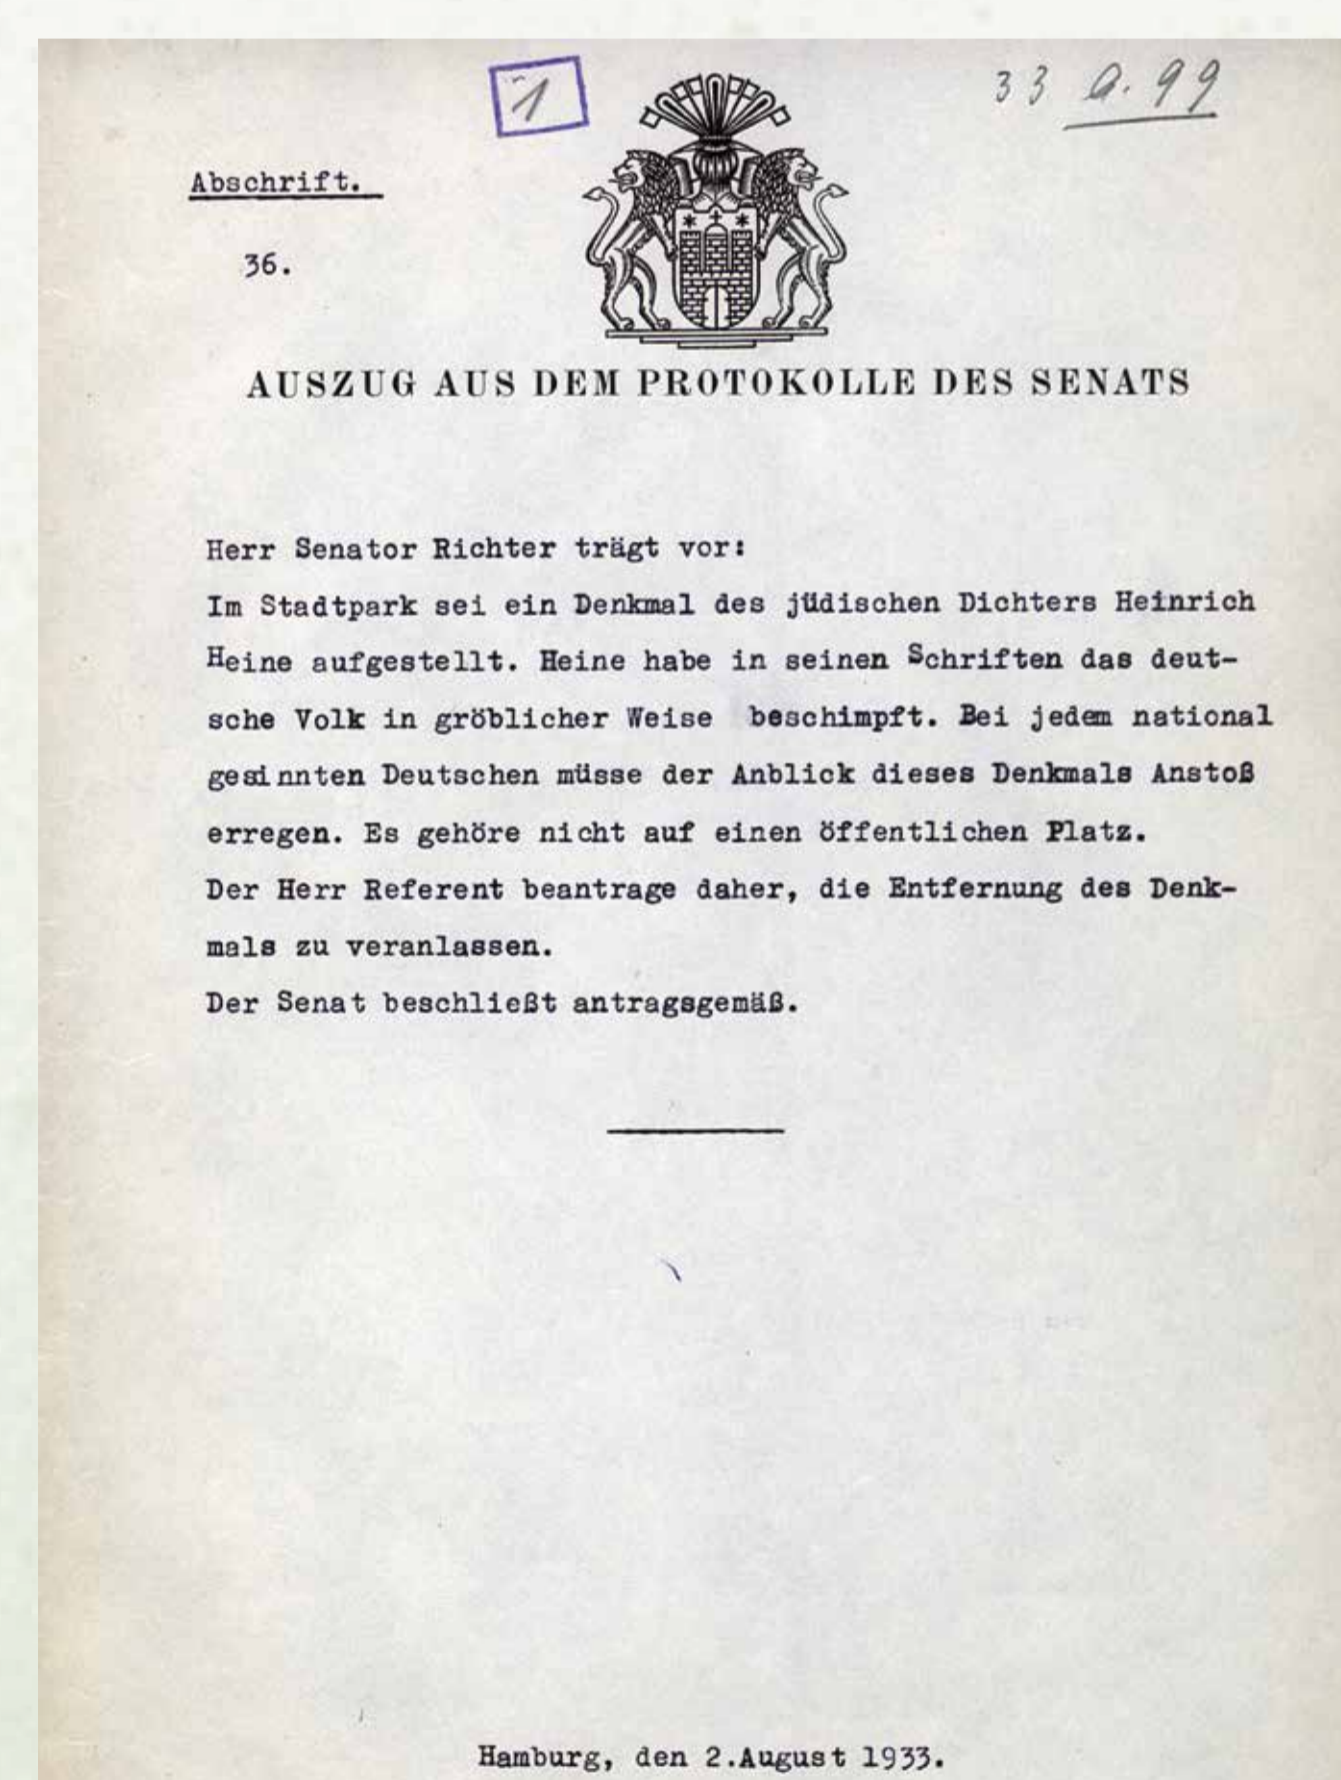 1
33 a. 99
Abschrift.
36.
AUSZUG AUS DEM PROTOKOLLE DES SENATS
Herr Senator Richter trägt vor:
Im Stadtpark sei ein Denkmal des jüdischen Dichters Heinrich
Heine aufgestellt. Heine habe in seinen Schriften das deut-
sche Volk in gröblicher Weise beschimpft. Bei jedem national
gesinnten Deutschen müsse der Anblick dieses Denkmals Anstoß
erregen. Es gehöre nicht auf einen öffentlichen Platz.
Der Herr Referent beantrage daher, die Entfernung des Denk-
mals zu veranlassen.
Der Senat beschließt antragsgemäß.
Hamburg, den 2.August 1933.